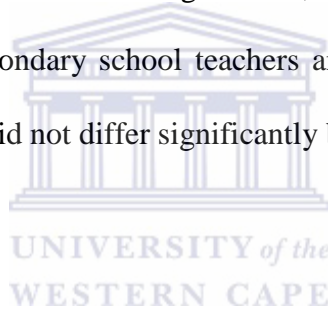 ondary school teachers a
id not differ significantly
UNIVERSITY of the
WESTERN CAPE